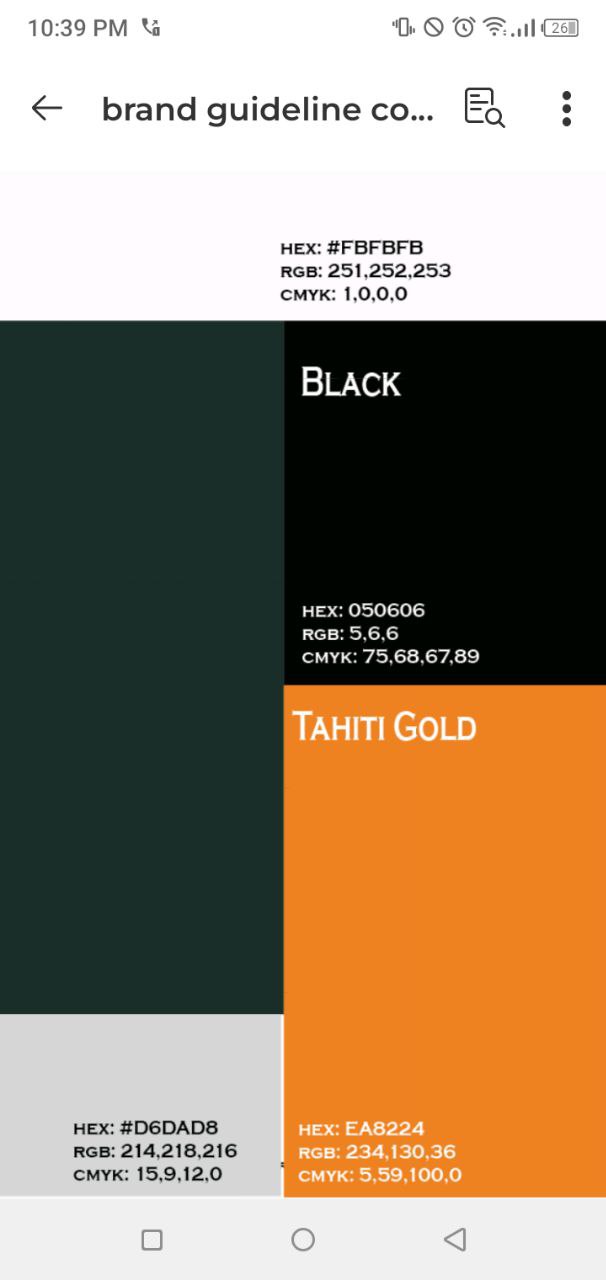 10:39 PM
26
brand guideline co...
HEX: #FBFBFB
RGB: 251,252,253
CMYK: 1,0,0,0
BLACK
HEX: 050606
RGB: 5,6,6
CMYK: 75,68,67,89
TAHITI GOLD
HEX: #D6DAD8
RGB: 214,218,216
CMYK: 15,9,12,0
HEX: EA8224
RGB: 234,130,36
CMYK: 5,59,100,0